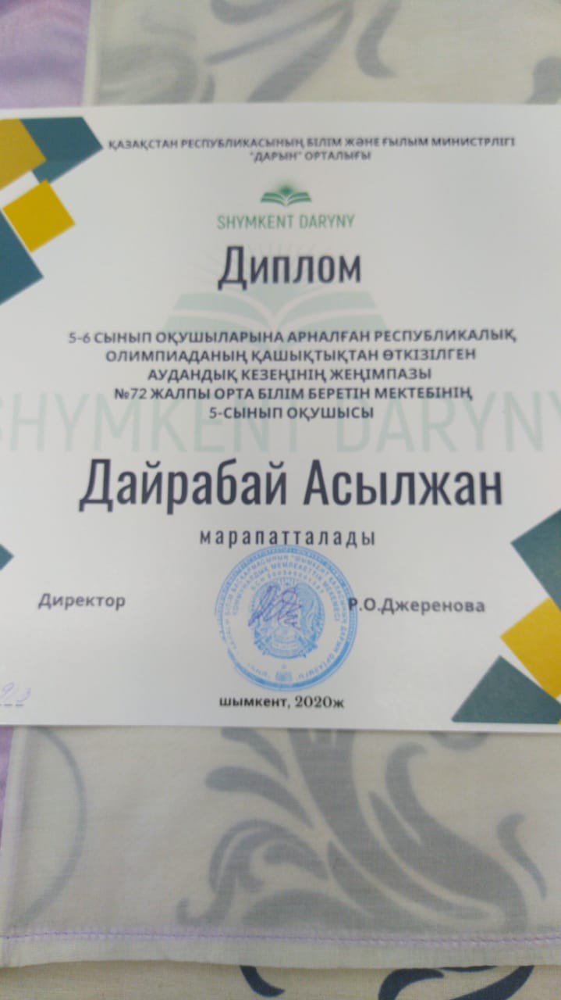 ҚАЗАҚСТАН РЕСПУБЛИКАСЫНЫҢ БІЛІМ ЖӘНЕ ҒЫЛЫМ МИНИСТРЛІГІ
"ДАРЫН" ОРТАЛЫҒЫ
SHYMKENT DARYNY
Диплом
5-6 СЫНЫП ОҚУШЫЛАРЫНА АРНАЛҒАН РЕСПУБЛИКАЛЫҚ
ОЛИМПИАДАНЫҢ ҚАШЫҚТЫҚТАН ӨТКІЗІЛГЕН
АУДАНДЫҚ КЕЗЕҢІНІҢ ЖЕҢІМПАЗЫ
№72 ЖАЛПЫ ОРТА БІЛІМ БЕРЕТІН МЕКТЕБІНІҢ
5-СЫНЫП ОҚУШЫСЫ
SHYMKENT DARYNY
Дайрабай Асылжан
марапатталады
Директор Р.О.Джеренова
шымкент, 2020ж